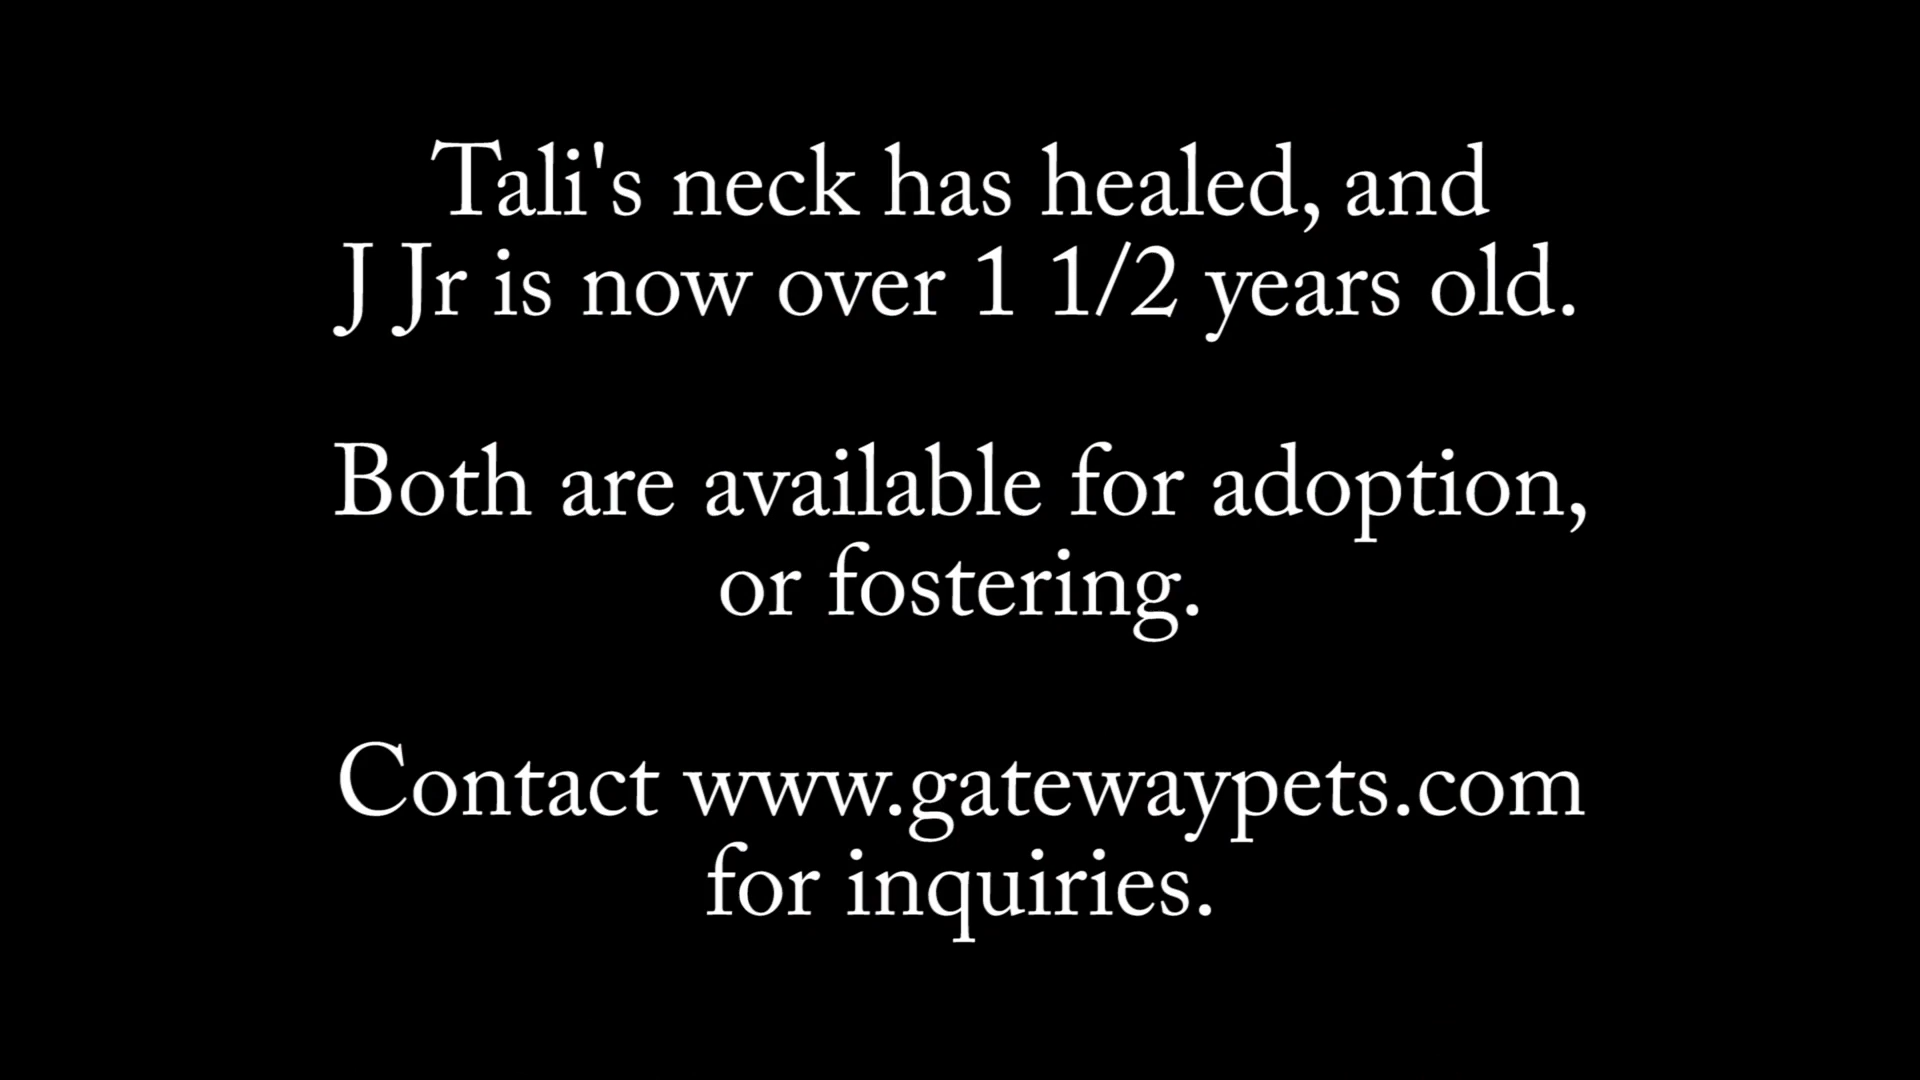 Tali's neck has healed, and
J Jr is now over 1 1/2 years old.
Both are available for adoption,
or fostering.
Contact www.gatewaypets.com
for inquiries.